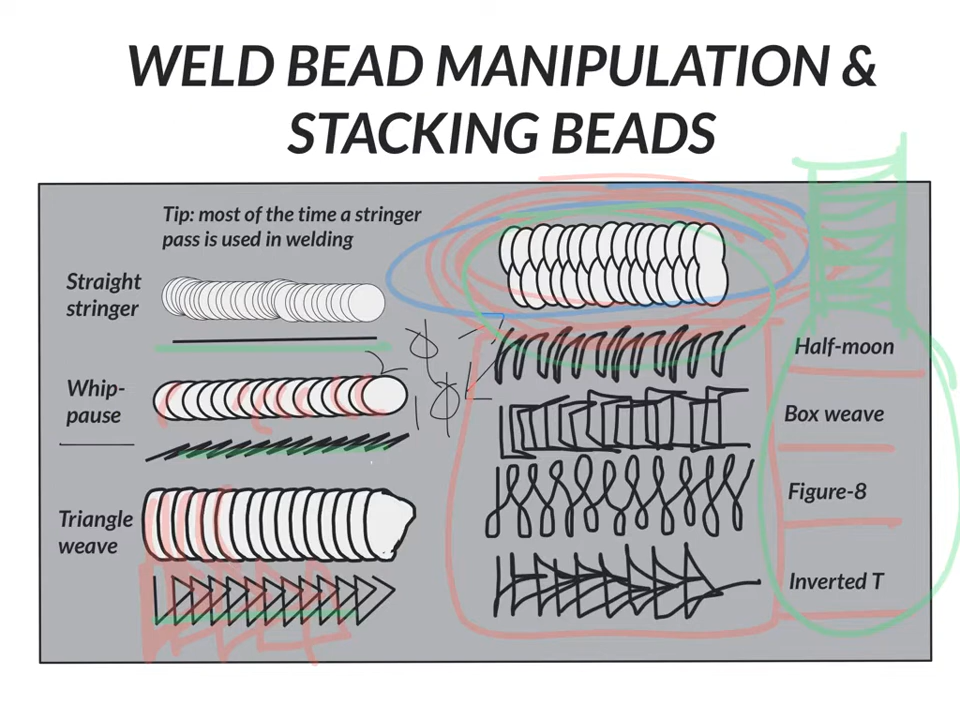 WELD BEAD MANIPULATION &
STACKING BEADS
Tip: most of the time a stringer
pass is used in welding
Straight
stringer
Whip-
pause
Triangle
weave
Half-moon
Box weave
Figure-8
Inverted T